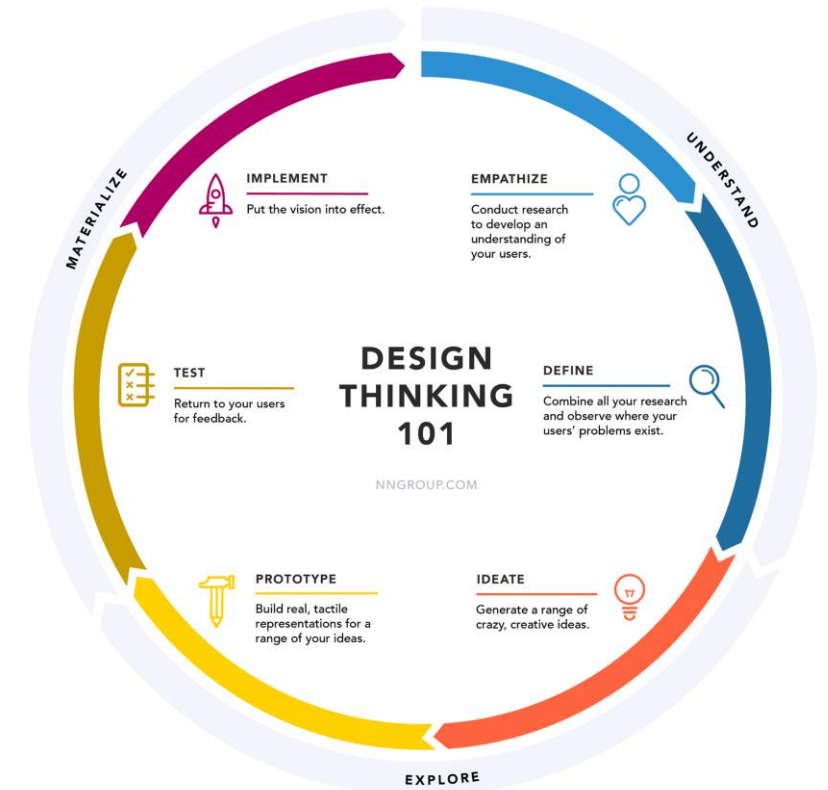 DESIGN
THINKING
101
NNGROUP.COM
UNDERSTAND
EMPATHIZE
Conduct research
to develop an
understanding of
your users.
DEFINE
Combine all your research
and observe where your
users’ problems exist.
EXPLORE
IDEATE
Generate a range of
crazy, creative ideas.
PROTOTYPE
Build real, tactile
representations for a
range of your ideas.
MATERIALIZE
TEST
Return to your users
for feedback.
IMPLEMENT
Put the vision into effect.